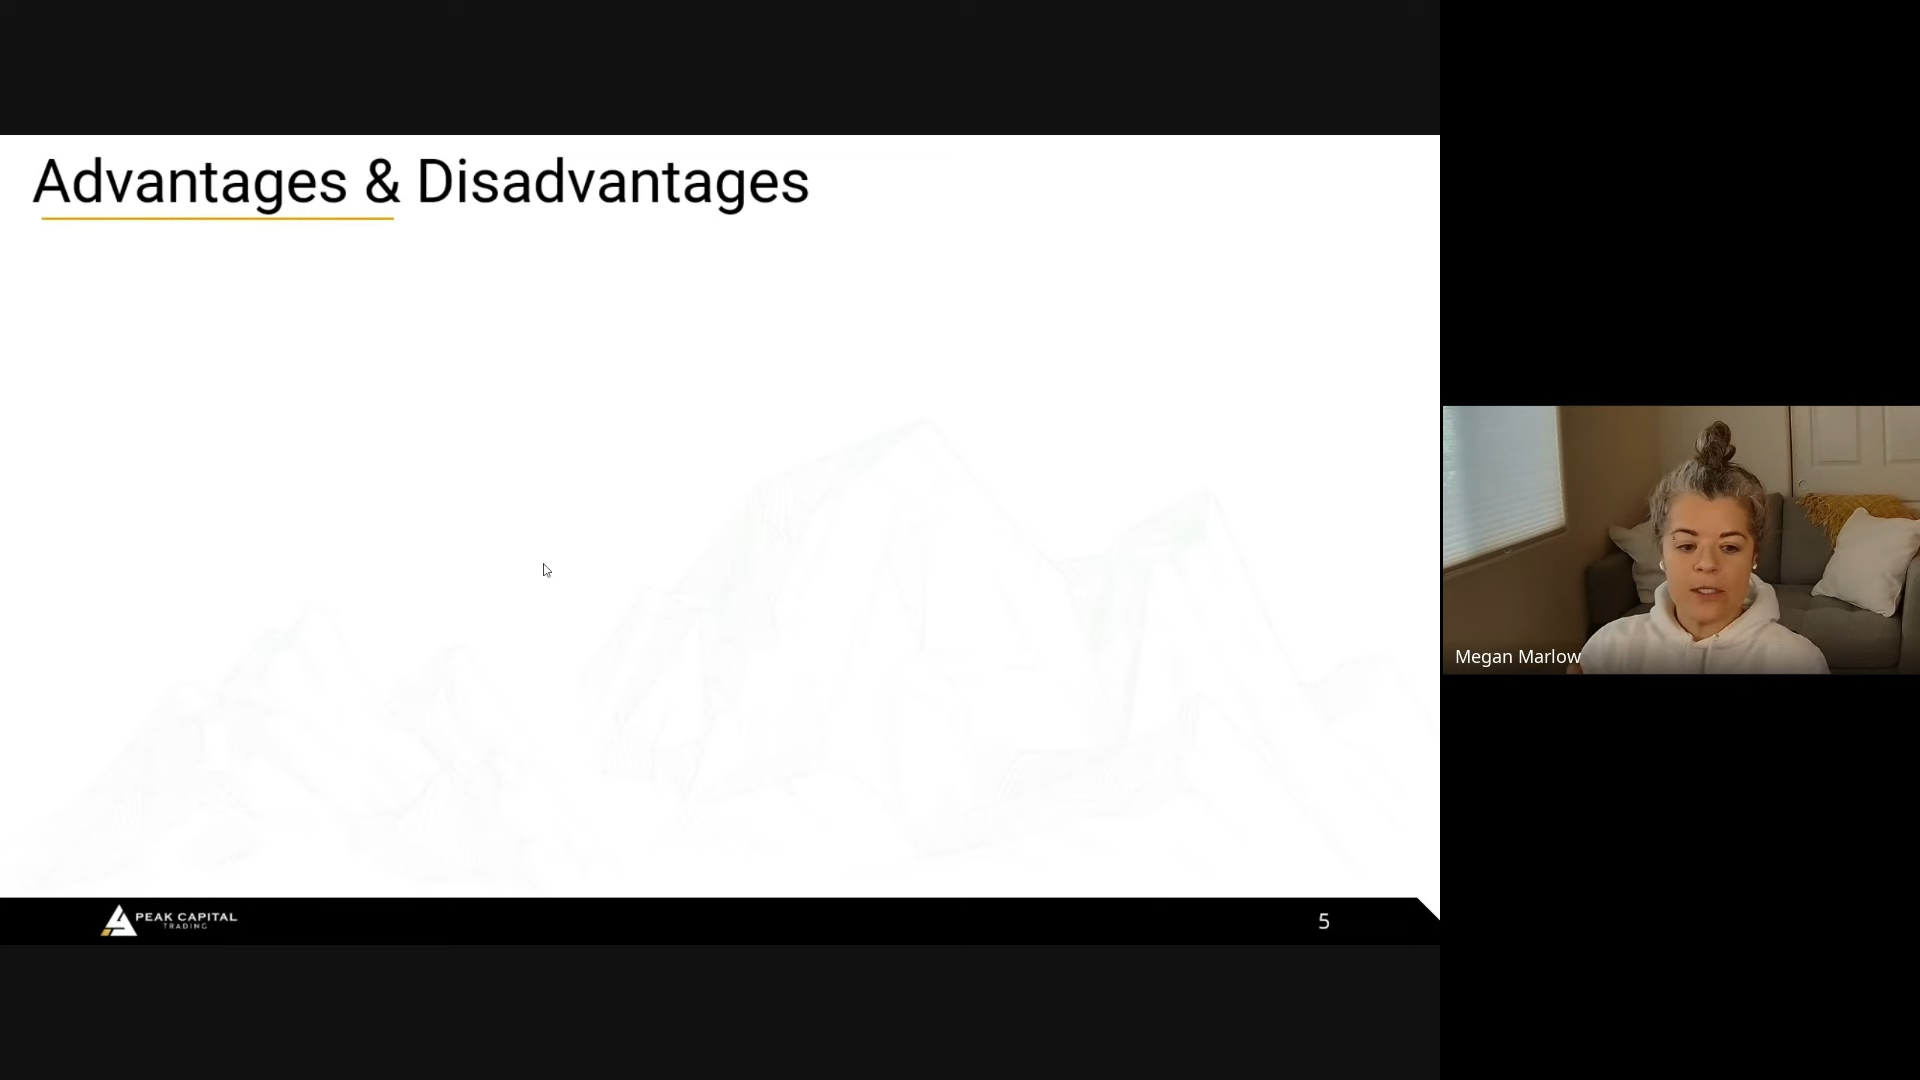 Advantages & Disadvantages
Megan Marlow
PEAK CAPITAL
TRADING
5